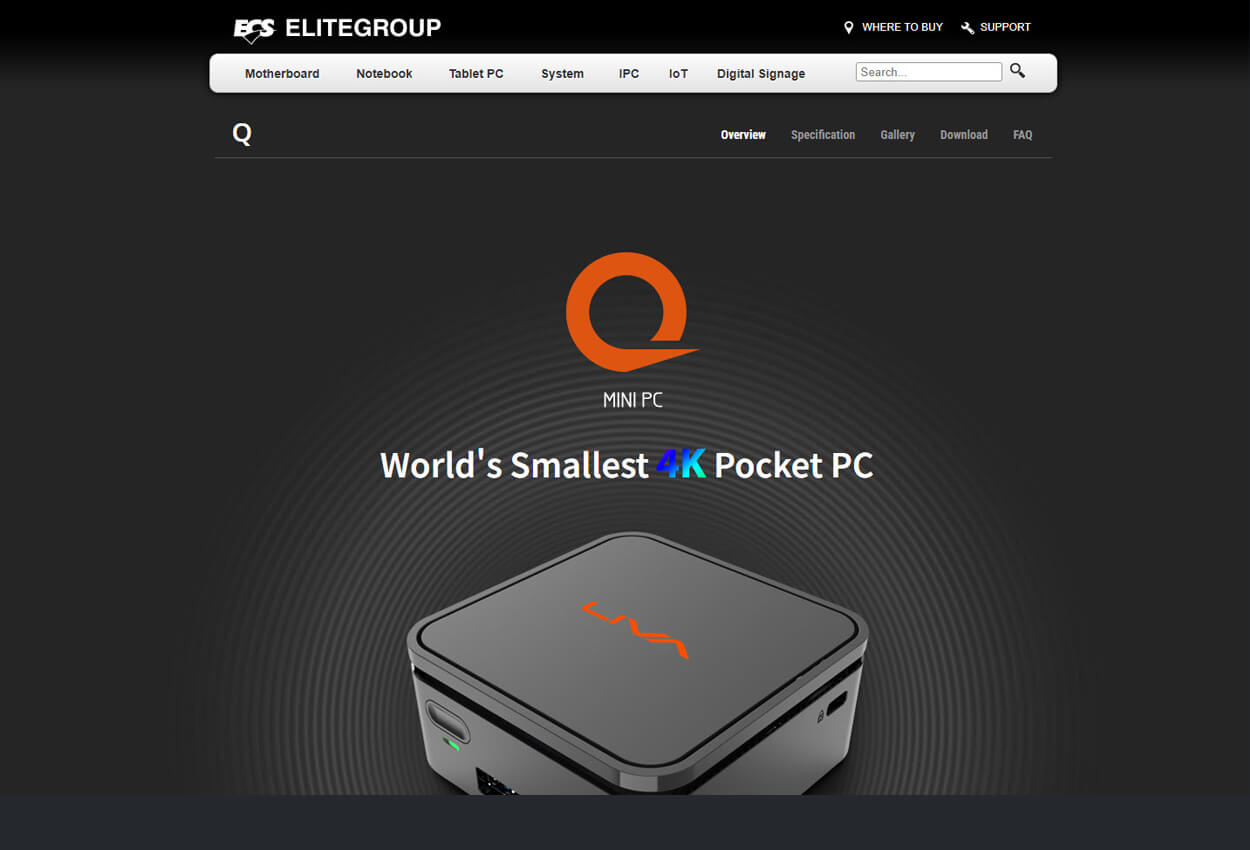 ECS ELITEGROUP
WHERE TO BUY SUPPORT
Motherboard Notebook Tablet PC System IPC IoT Digital Signage Search...
Q Overview Specification Gallery Download FAQ
MINI PC
World's Smallest 4K Pocket PC
LIVA